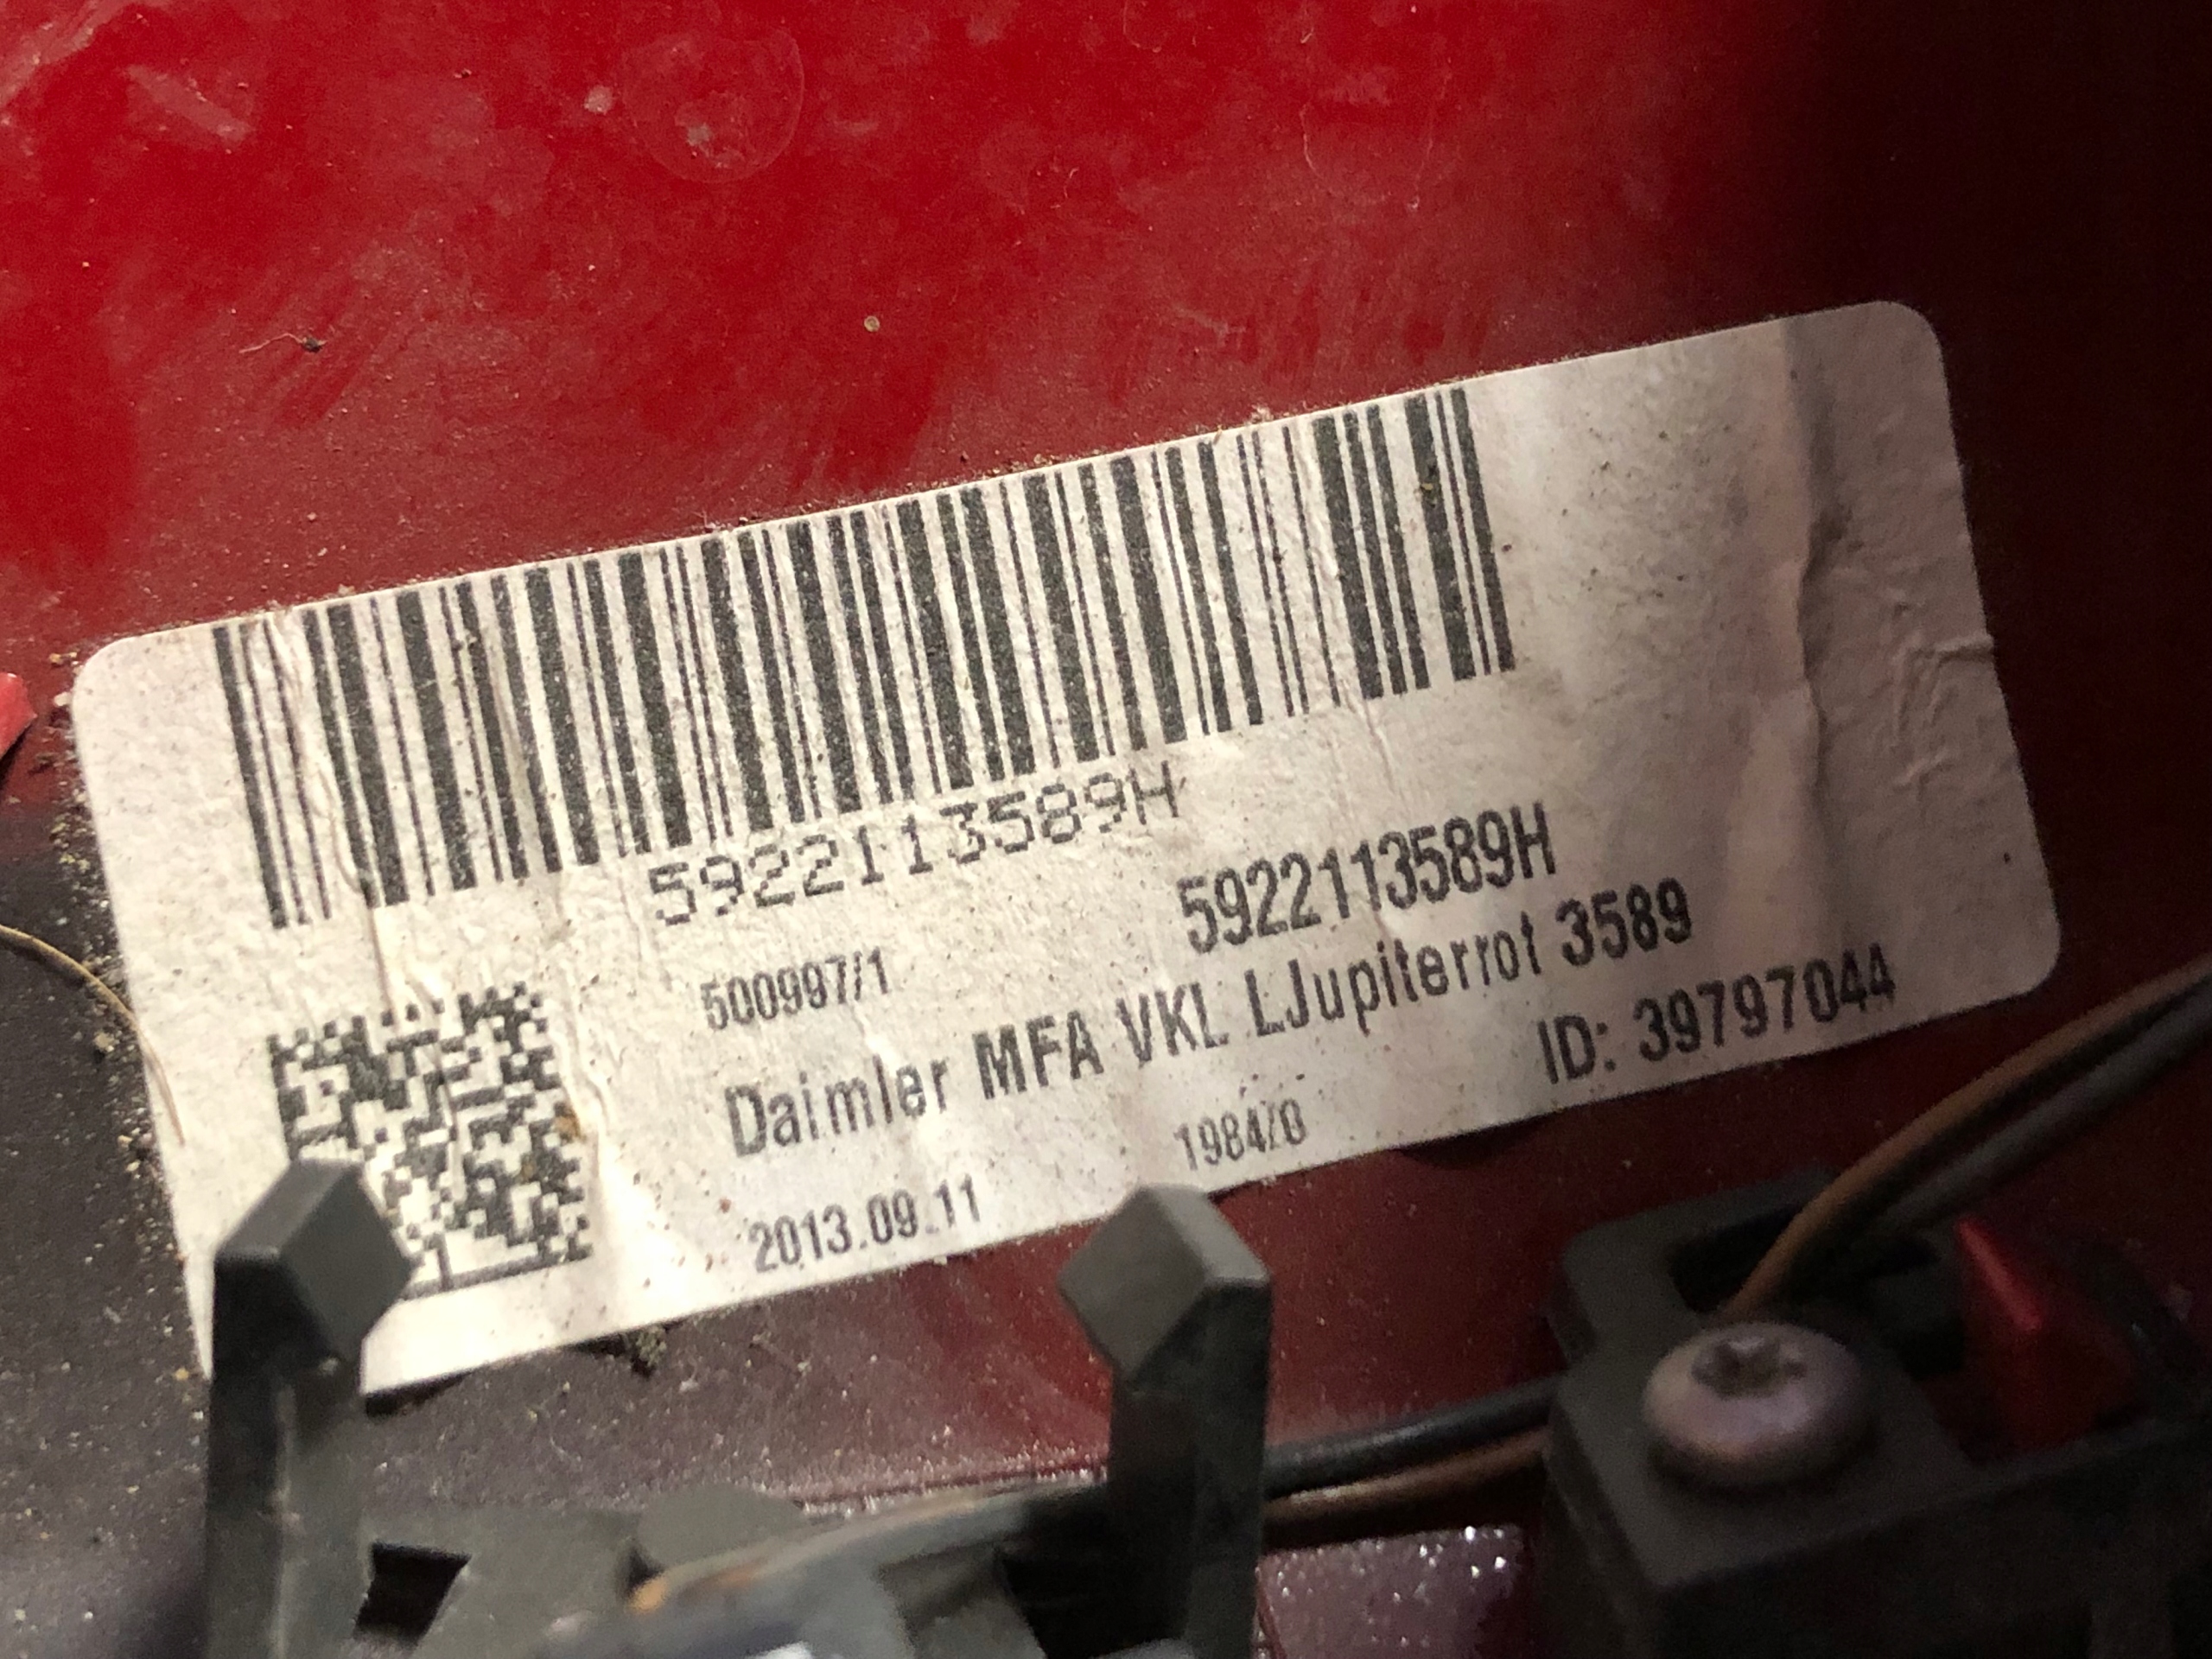 5922113589H
5922113589H
500997/1
Daimler MFA VKL LJupiterrot 3589
ID: 39797044
1984/0
2013.09.11